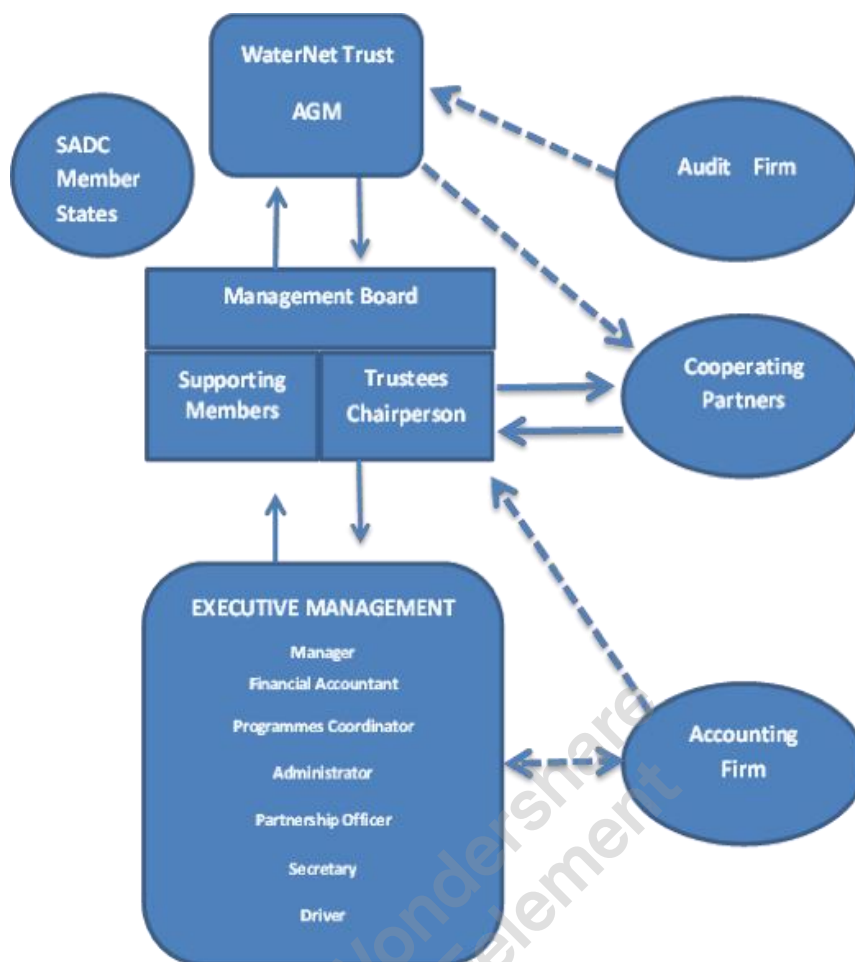 WaterNet Trust
AGM
SADC
Member
States
Audit Firm
Management Board
Supporting
Members
Trustees
Chairperson
Cooperating
Partners
EXECUTIVE MANAGEMENT
Manager
Financial Accountant
Programmes Coordinator
Administrator
Partnership Officer
Secretary
Driver
Accounting
Firm
Wondershare